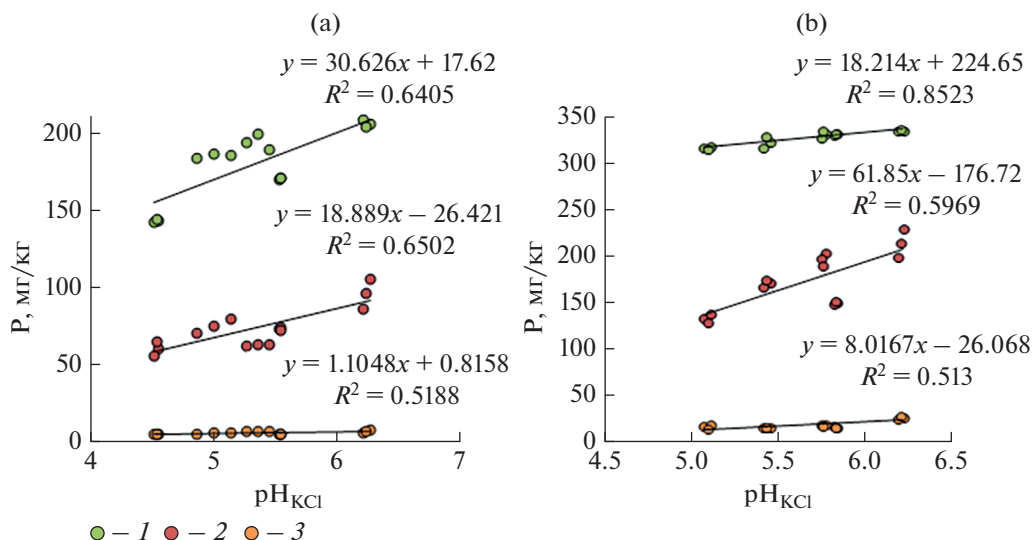 (a)
y = 30.626x + 17.62
R² = 0.6405
y = 18.889x − 26.421
R² = 0.6502
y = 1.1048x + 0.8158
R² = 0.5188
P, мг/кг
200
150
100
50
0
4 5 6 7
pH_KCl
(b)
y = 18.214x + 224.65
R² = 0.8523
y = 61.85x − 176.72
R² = 0.5969
y = 8.0167x − 26.068
R² = 0.513
P, мг/кг
350
300
250
200
150
100
50
0
4.5 5.0 5.5 6.0 6.5
pH_KCl
– 1 – 2 – 3